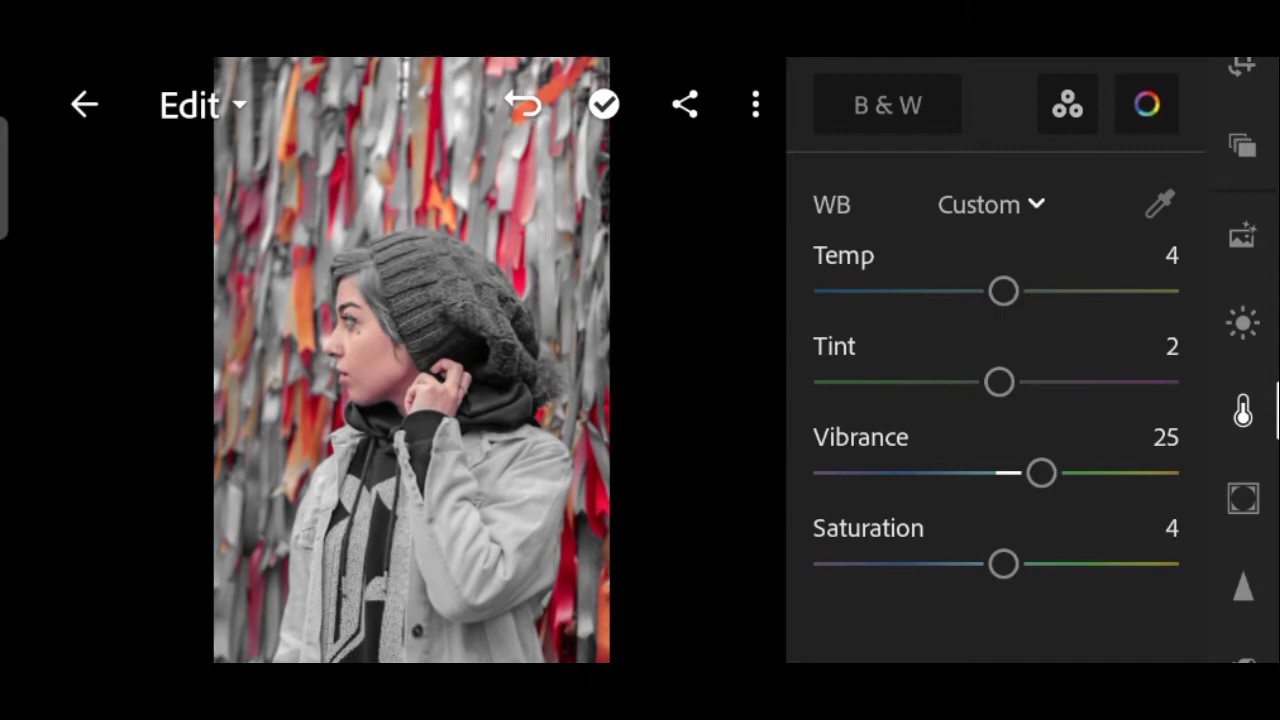 Edit
B & W
WB Custom
Temp 4
Tint 2
Vibrance 25
Saturation 4